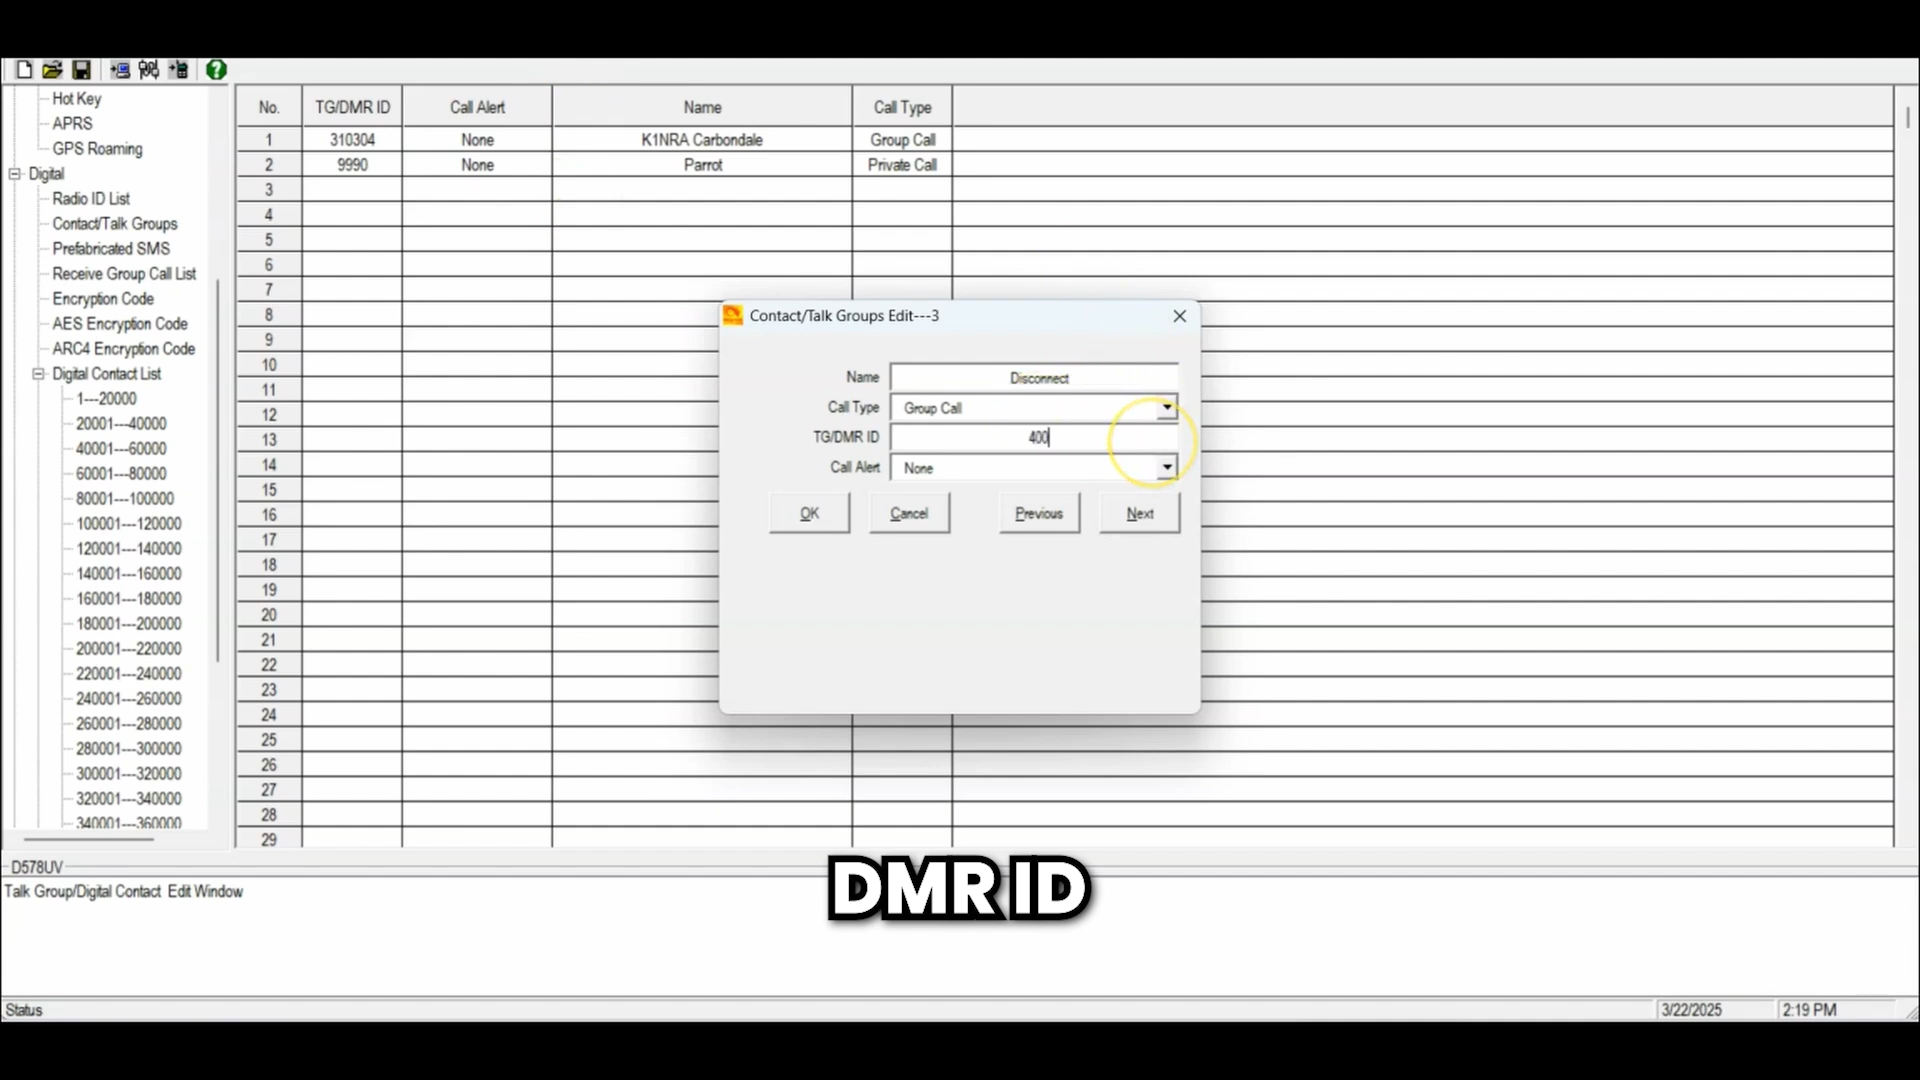 Hot Key
APRS
GPS Roaming
Digital
Radio ID List
Contact/Talk Groups
Prefabricated SMS
Receive Group Call List
Encryption Code
AES Encryption Code
ARC4 Encryption Code
Digital Contact List
1---20000
20001---40000
40001---60000
60001---80000
80001---100000
100001---120000
120001---140000
140001---160000
160001---180000
180001---200000
200001---220000
220001---240000
240001---260000
260001---280000
280001---300000
300001---320000
320001---340000
340001---360000
No. TG/DMR ID Call Alert Name Call Type
1 310304 None K1NRA Carbondale Group Call
2 9990 None Parrot Private Call
3
4
5
6
7
8
9
10
11
12
13
14
15
16
17
18
19
20
21
22
23
24
25
26
27
28
29
Contact/Talk Groups Edit---3
Name Disconnect
Call Type Group Call
TG/DMR ID 400
Call Alert None
OK Cancel Previous Next
D578UV
Talk Group/Digital Contact Edit Window
DMR ID
Status 3/22/2025 2:19 PM